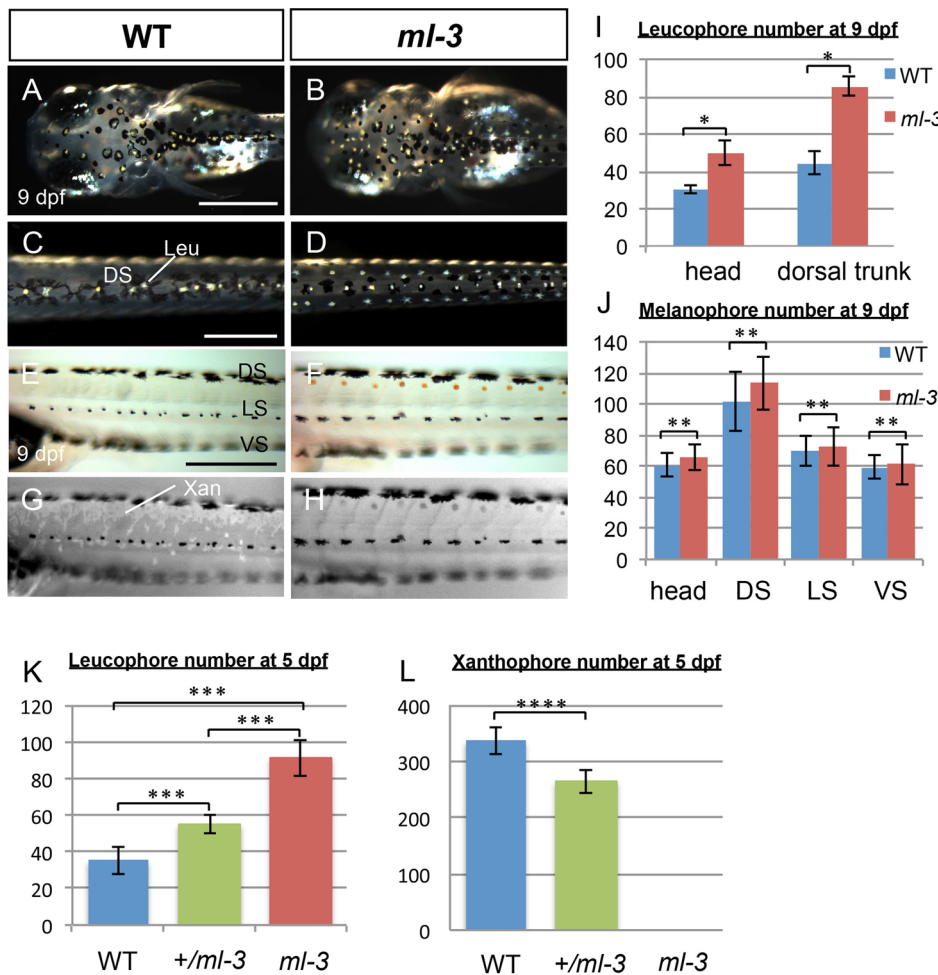 WT
ml-3
A
9 dpf
B
C
DS
Leu
D
E
DS
LS
VS
9 dpf
F
G
Xan
H
I
Leucophore number at 9 dpf
100
80
60
40
20
0
*
*
WT
ml-3
head
dorsal trunk
J
Melanophore number at 9 dpf
140
120
100
80
60
40
20
0
**
**
**
**
WT
ml-3
head
DS
LS
VS
K
Leucophore number at 5 dpf
120
100
80
60
40
20
0
***
***
***
WT
+/ml-3
ml-3
L
Xanthophore number at 5 dpf
400
300
200
100
0
****
WT
+/ml-3
ml-3